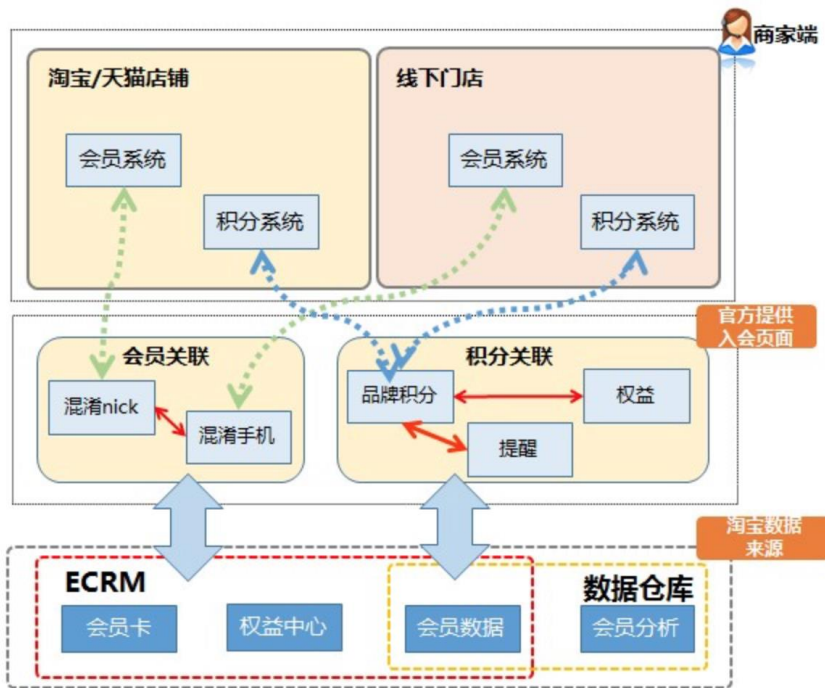 商家端
淘宝/天猫店铺
线下门店
会员系统
会员系统
积分系统
积分系统
官方提供
入会页面
会员关联
积分关联
混淆nick
混淆手机
品牌积分
权益
提醒
淘宝数据
来源
ECRM
数据仓库
会员卡
权益中心
会员数据
会员分析